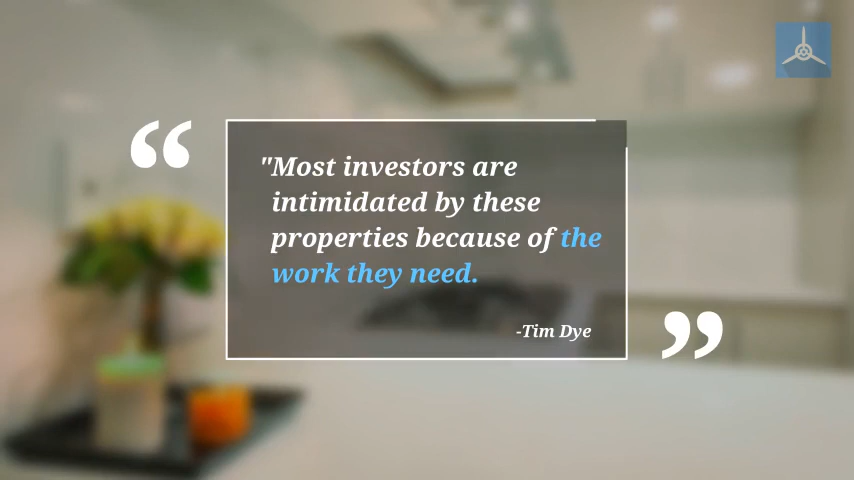 "Most investors are
intimidated by these
properties because of the
work they need.
-Tim Dye